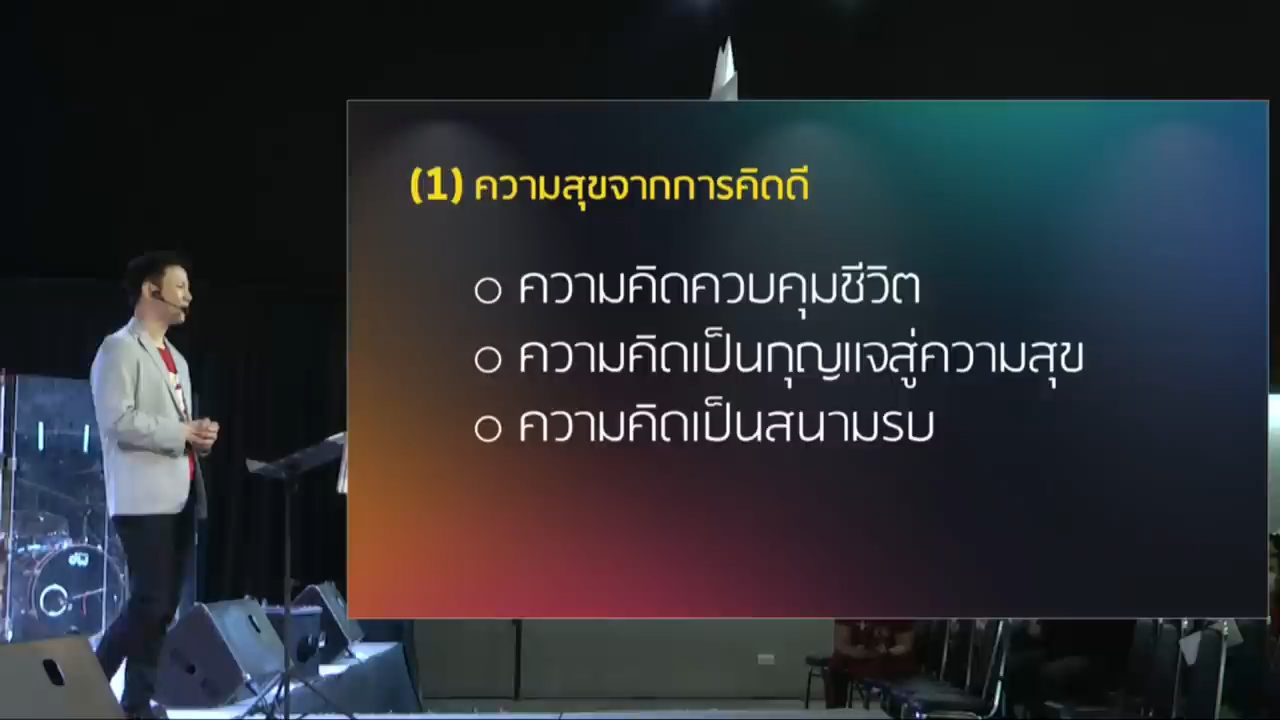 (1) ความสุขจากการคิดดี
○ ความคิดควบคุมชีวิต
○ ความคิดเป็นกุญแจสู่ความสุข
○ ความคิดเป็นสนามรบ
dw